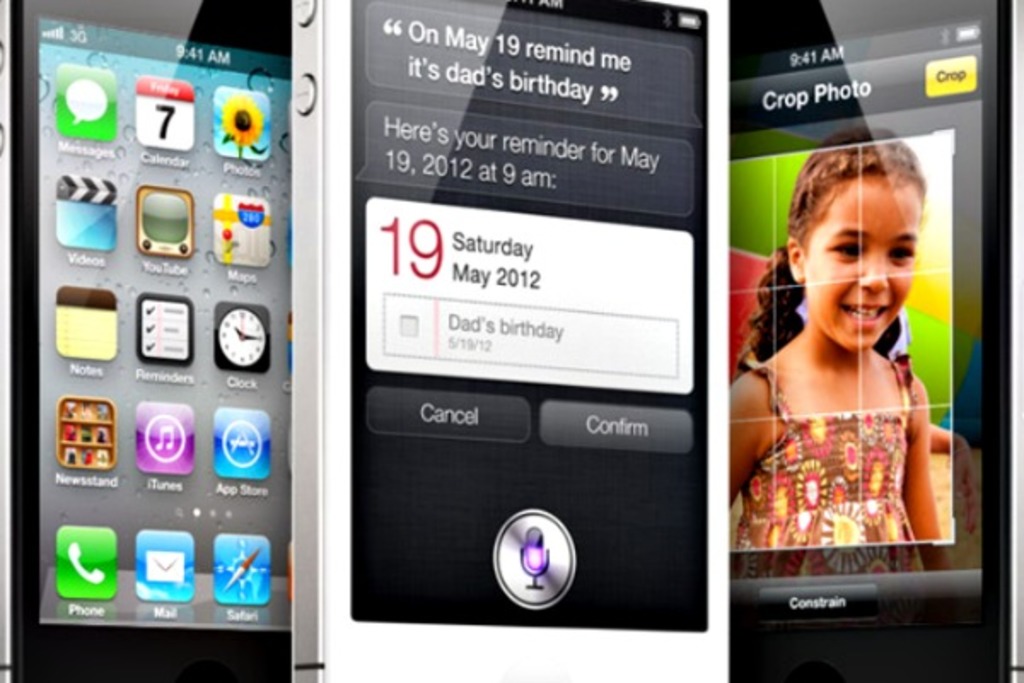 3G
9:41 AM
Messages
Friday
7
Calendar
Photos
Videos
YouTube
280
Maps
Notes
Reminders
Clock
Newsstand
iTunes
App Store
Phone
Mail
Safari
“ On May 19 remind me
it's dad's birthday ”
Here's your reminder for May
19, 2012 at 9 am:
19
Saturday
May 2012
Dad's birthday
5/19/12
Cancel
Confirm
9:41 AM
Crop Photo
Crop
Constrain